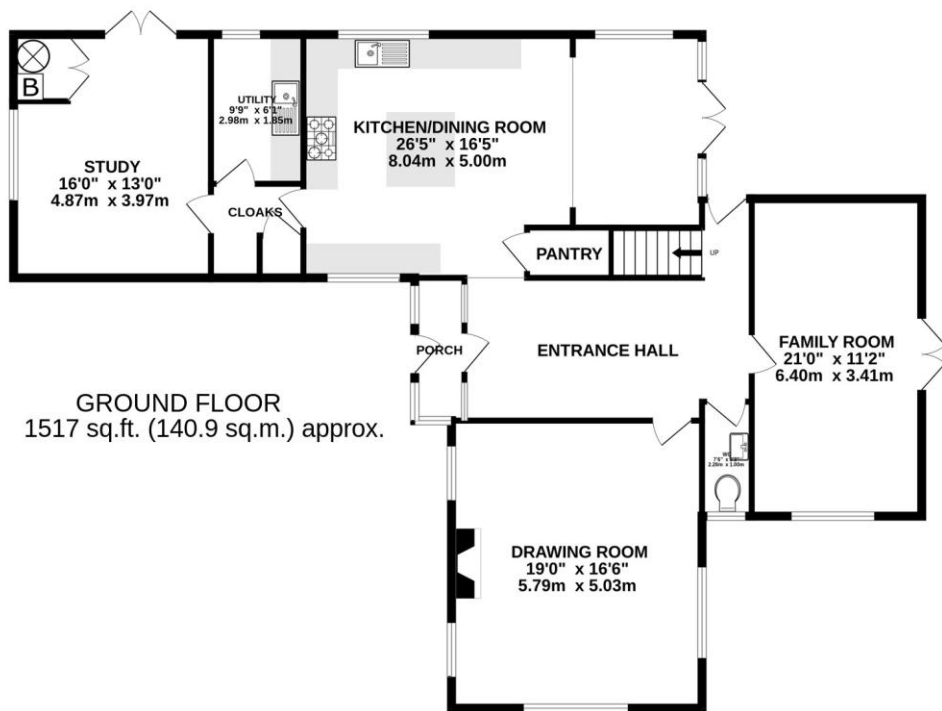 B
UTILITY
9'9" x 6'1"
2.98m x 1.85m
KITCHEN/DINING ROOM
26'5" x 16'5"
8.04m x 5.00m
STUDY
16'0" x 13'0"
4.87m x 3.97m
CLOAKS
PANTRY
UP
PORCH
ENTRANCE HALL
FAMILY ROOM
21'0" x 11'2"
6.40m x 3.41m
GROUND FLOOR
1517 sq.ft. (140.9 sq.m.) approx.
DRAWING ROOM
19'0" x 16'6"
5.79m x 5.03m